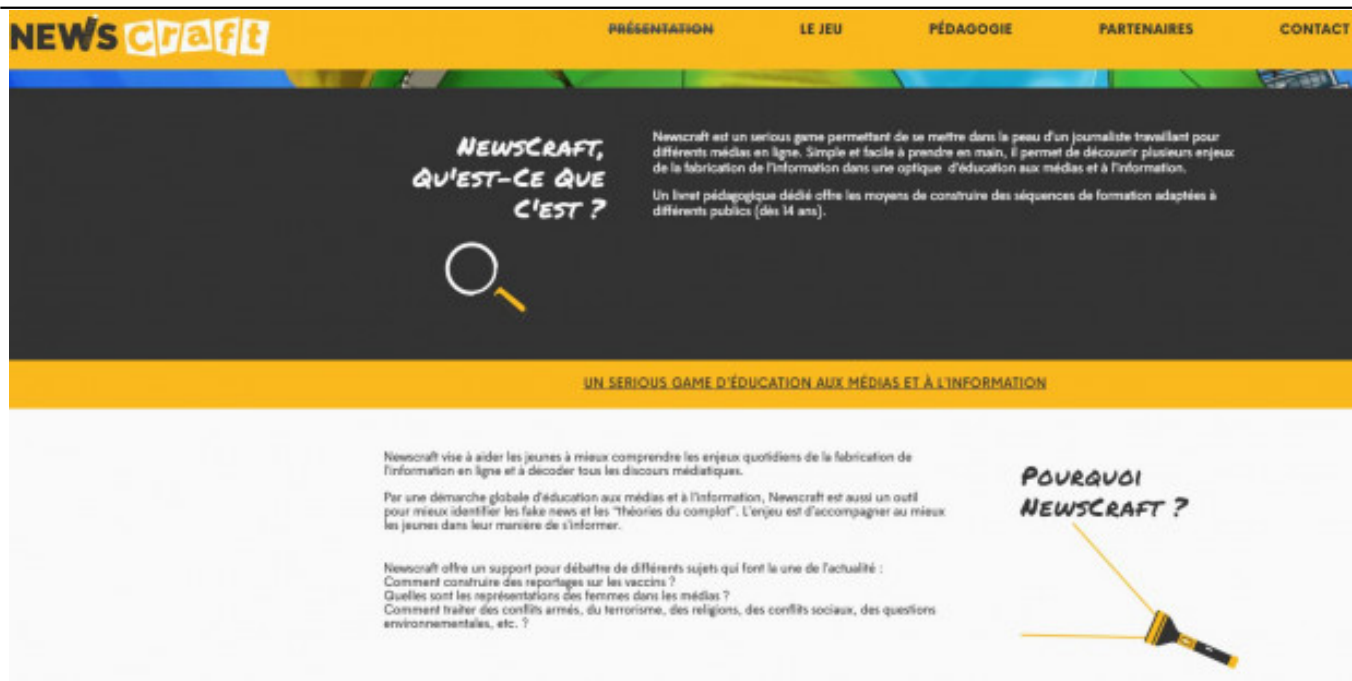 NEWS CRAFT
PRÉSENTATION LE JEU PÉDAGOGIE PARTENAIRES CONTACT
NEWSCRAFT,
QU'EST-CE QUE
C'EST ?
Newscraft est un serious game permettant de se mettre dans la peau d'un journaliste travaillant pour
différents médias en ligne. Simple et facile à prendre en main, il permet de découvrir plusieurs enjeux
de la fabrication de l'information dans une optique d'éducation aux médias et à l'information.
Un livret pédagogique dédié offre les moyens de construire des séquences de formation adaptées à
différents publics (dès 14 ans).
UN SERIOUS GAME D'ÉDUCATION AUX MÉDIAS ET À L'INFORMATION
Newscraft vise à aider les jeunes à mieux comprendre les enjeux quotidiens de la fabrication de
l'information en ligne et à décoder tous les discours médiatiques.
Par une démarche globale d'éducation aux médias et à l'information, Newscraft est aussi un outil
pour mieux identifier les fake news et les "théories du complot". L'enjeu est d'accompagner au mieux
les jeunes dans leur manière de s'informer.
Newscraft offre un support pour débattre de différents sujets qui font la une de l'actualité :
Comment construire des reportages sur les vaccins ?
Quelles sont les représentations des femmes dans les médias ?
Comment traiter des conflits armés, du terrorisme, des religions, des conflits sociaux, des questions
environnementales, etc. ?
POURQUOI
NEWSCRAFT ?